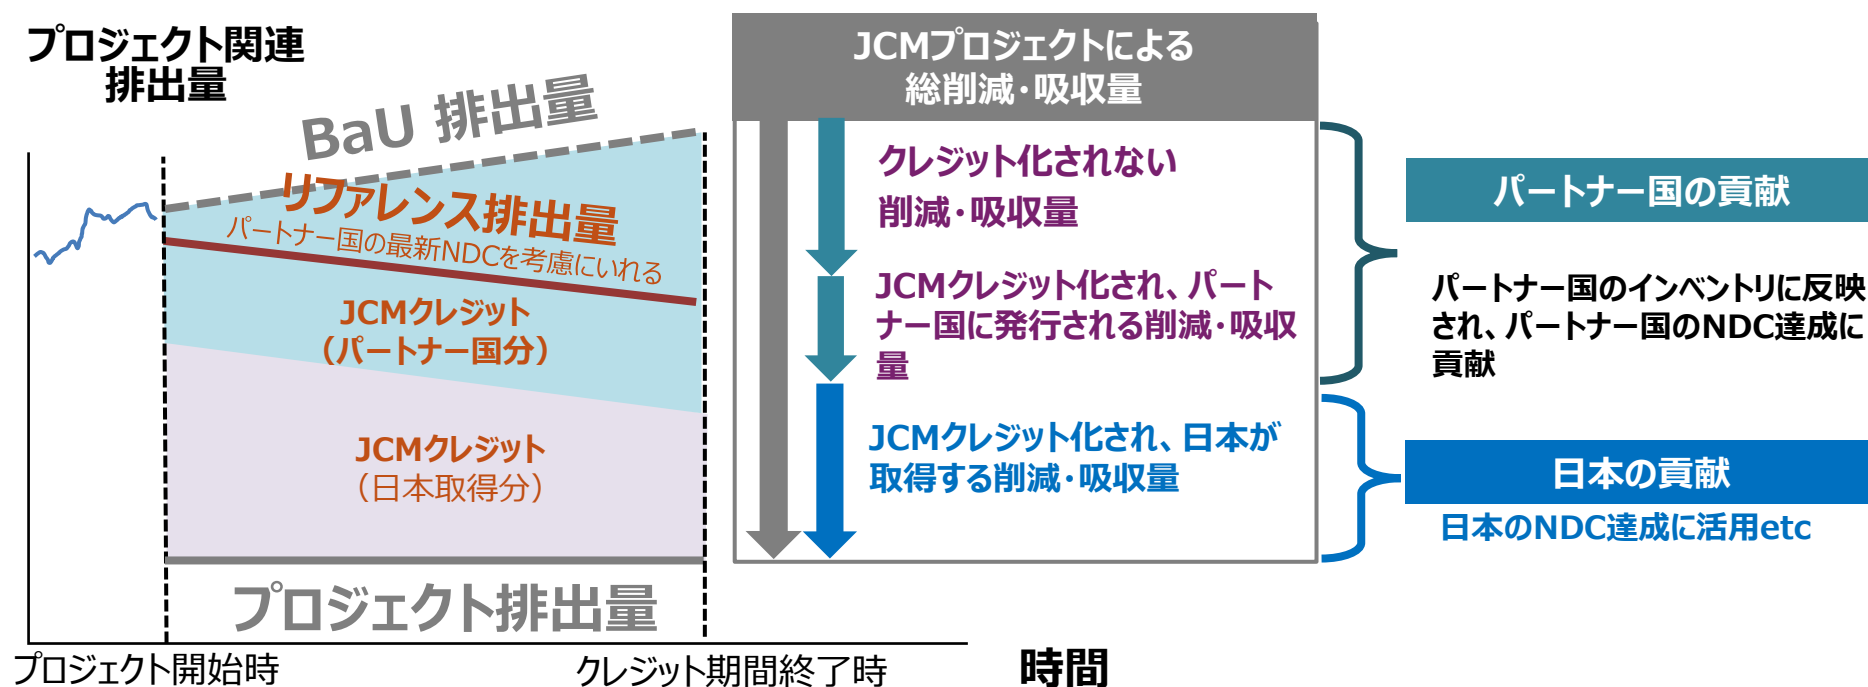 プロジェクト関連
排出量
BaU 排出量
リファレンス排出量
パートナー国の最新NDCを考慮にいれる
JCMクレジット
（パートナー国分）
JCMクレジット
（日本取得分）
プロジェクト排出量
プロジェクト開始時
クレジット期間終了時
時間
JCMプロジェクトによる
総削減・吸収量
クレジット化されない
削減・吸収量
JCMクレジット化され、パート
ナー国に発行される削減・吸収
量
JCMクレジット化され、日本が
取得する削減・吸収量
パートナー国の貢献
パートナー国のインベントリに反映
され、パートナー国のNDC達成に
貢献
日本の貢献
日本のNDC達成に活用etc